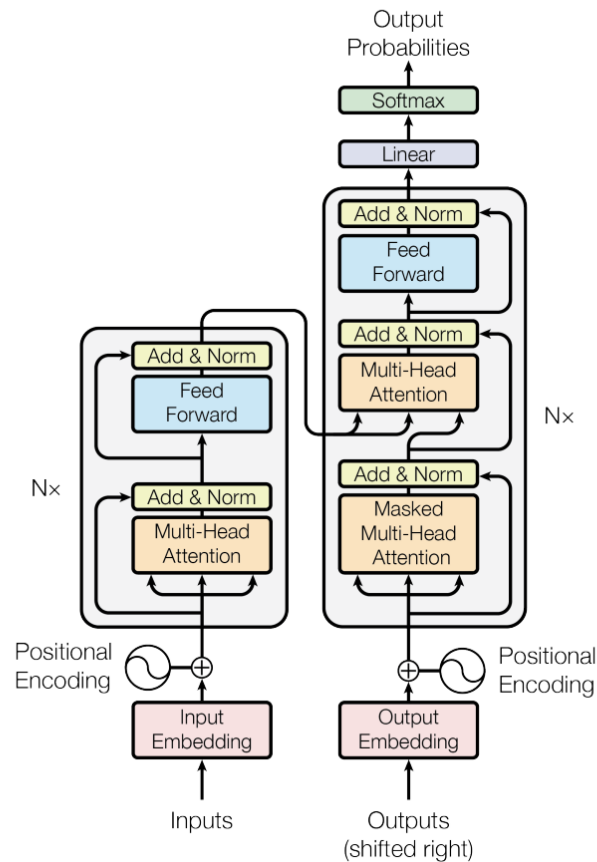 Output
Probabilities
Softmax
Linear
Add & Norm
Feed
Forward
Add & Norm
Multi-Head
Attention
Nx
Add & Norm
Masked
Multi-Head
Attention
Add & Norm
Feed
Forward
Nx
Add & Norm
Multi-Head
Attention
Positional
Encoding
Positional
Encoding
Input
Embedding
Output
Embedding
Inputs
Outputs
(shifted right)